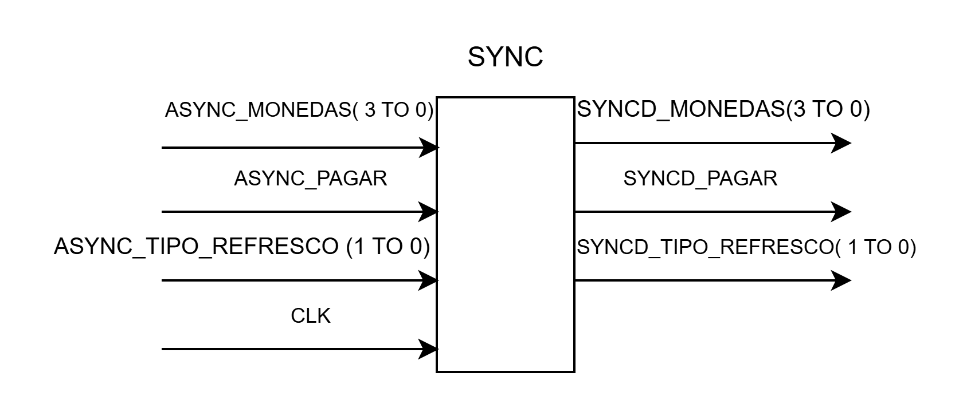 SYNC
ASYNC_MONEDAS( 3 TO 0)
SYNCD_MONEDAS(3 TO 0)
ASYNC_PAGAR
SYNCD_PAGAR
ASYNC_TIPO_REFRESCO (1 TO 0)
SYNCD_TIPO_REFRESCO( 1 TO 0)
CLK